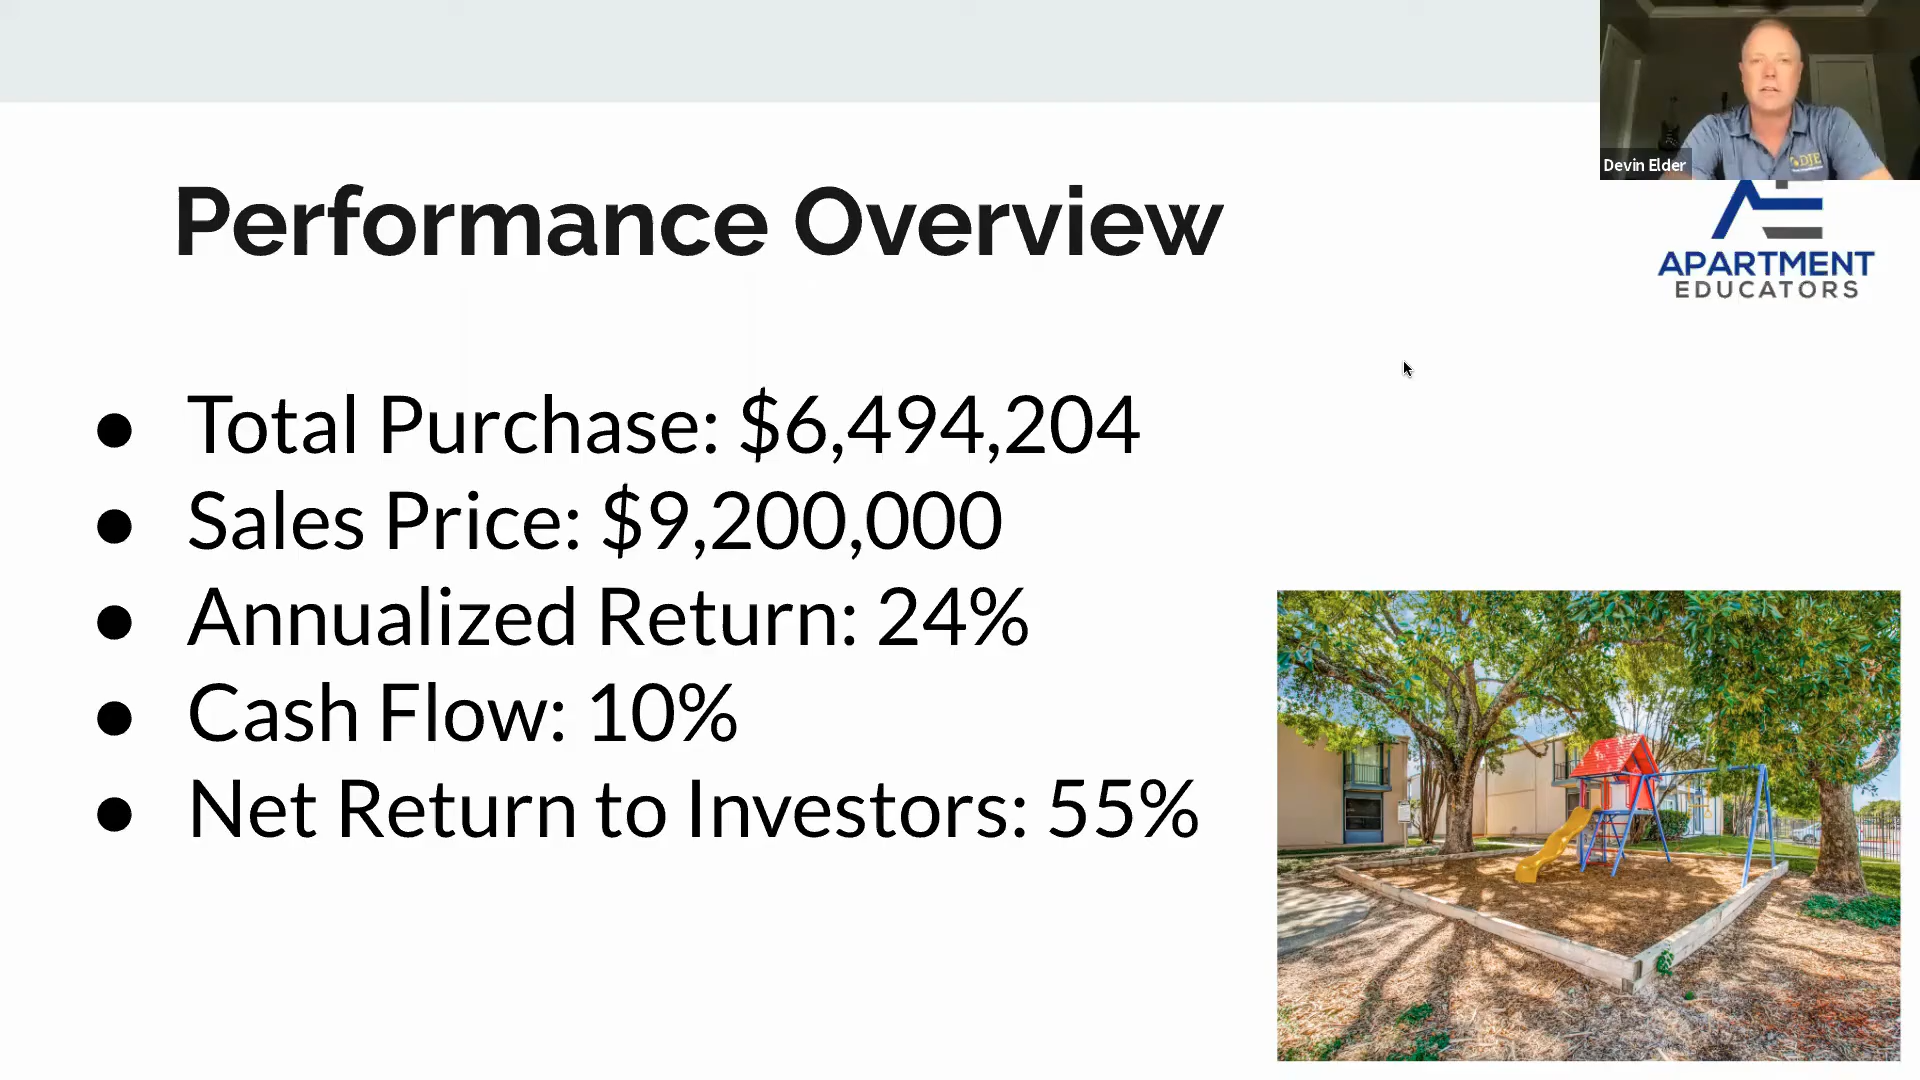 Devin Elder
DJE
APARTMENT
EDUCATORS
Performance Overview
● Total Purchase: $6,494,204
● Sales Price: $9,200,000
● Annualized Return: 24%
● Cash Flow: 10%
● Net Return to Investors: 55%